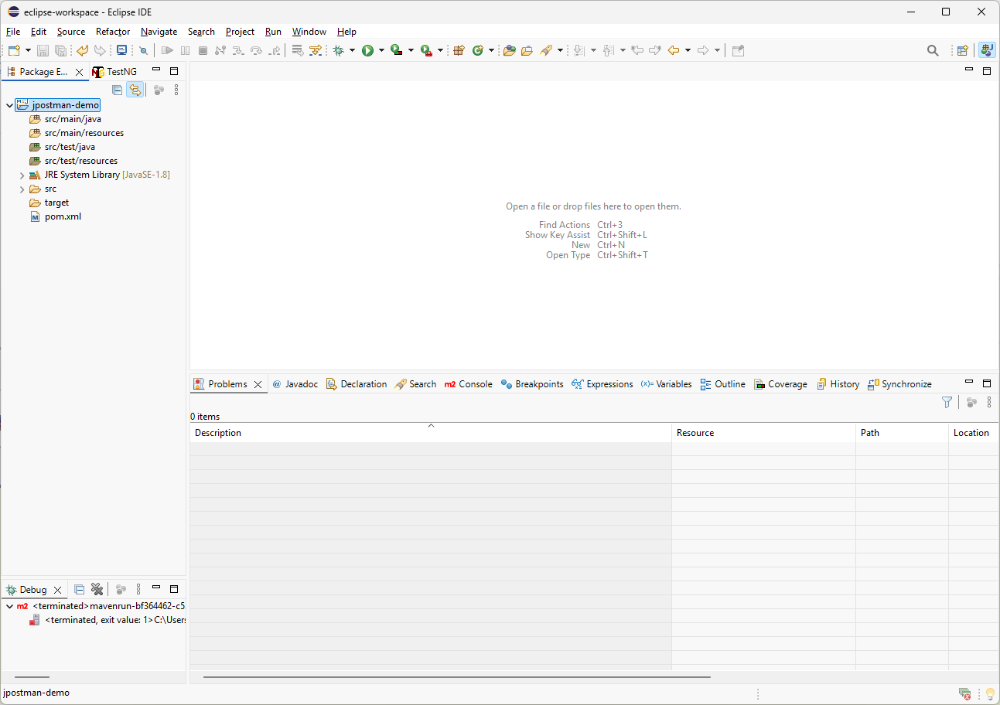 eclipse-workspace - Eclipse IDE
File Edit Source Refactor Navigate Search Project Run Window Help
Package E... TestNG
jpostman-demo
src/main/java
src/main/resources
src/test/java
src/test/resources
JRE System Library [JavaSE-1.8]
src
target
pom.xml
Open a file or drop files here to open them.
Find Actions Ctrl+3
Show Key Assist Ctrl+Shift+L
New Ctrl+N
Open Type Ctrl+Shift+T
Problems @ Javadoc Declaration Search m2 Console Breakpoints Expressions (x)= Variables Outline Coverage History Synchronize
0 items
Description Resource Path Location
Debug
m2 <terminated>mavenrun-bf364462-c5
<terminated, exit value: 1>C:\Users
jpostman-demo